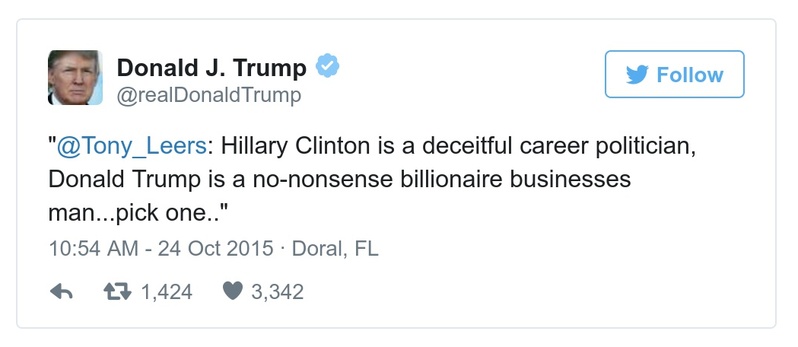 Donald J. Trump
@realDonaldTrump
Follow
"@Tony_Leers: Hillary Clinton is a deceitful career politician,
Donald Trump is a no-nonsense billionaire businesses
man...pick one.."
10:54 AM - 24 Oct 2015 · Doral, FL
1,424 3,342